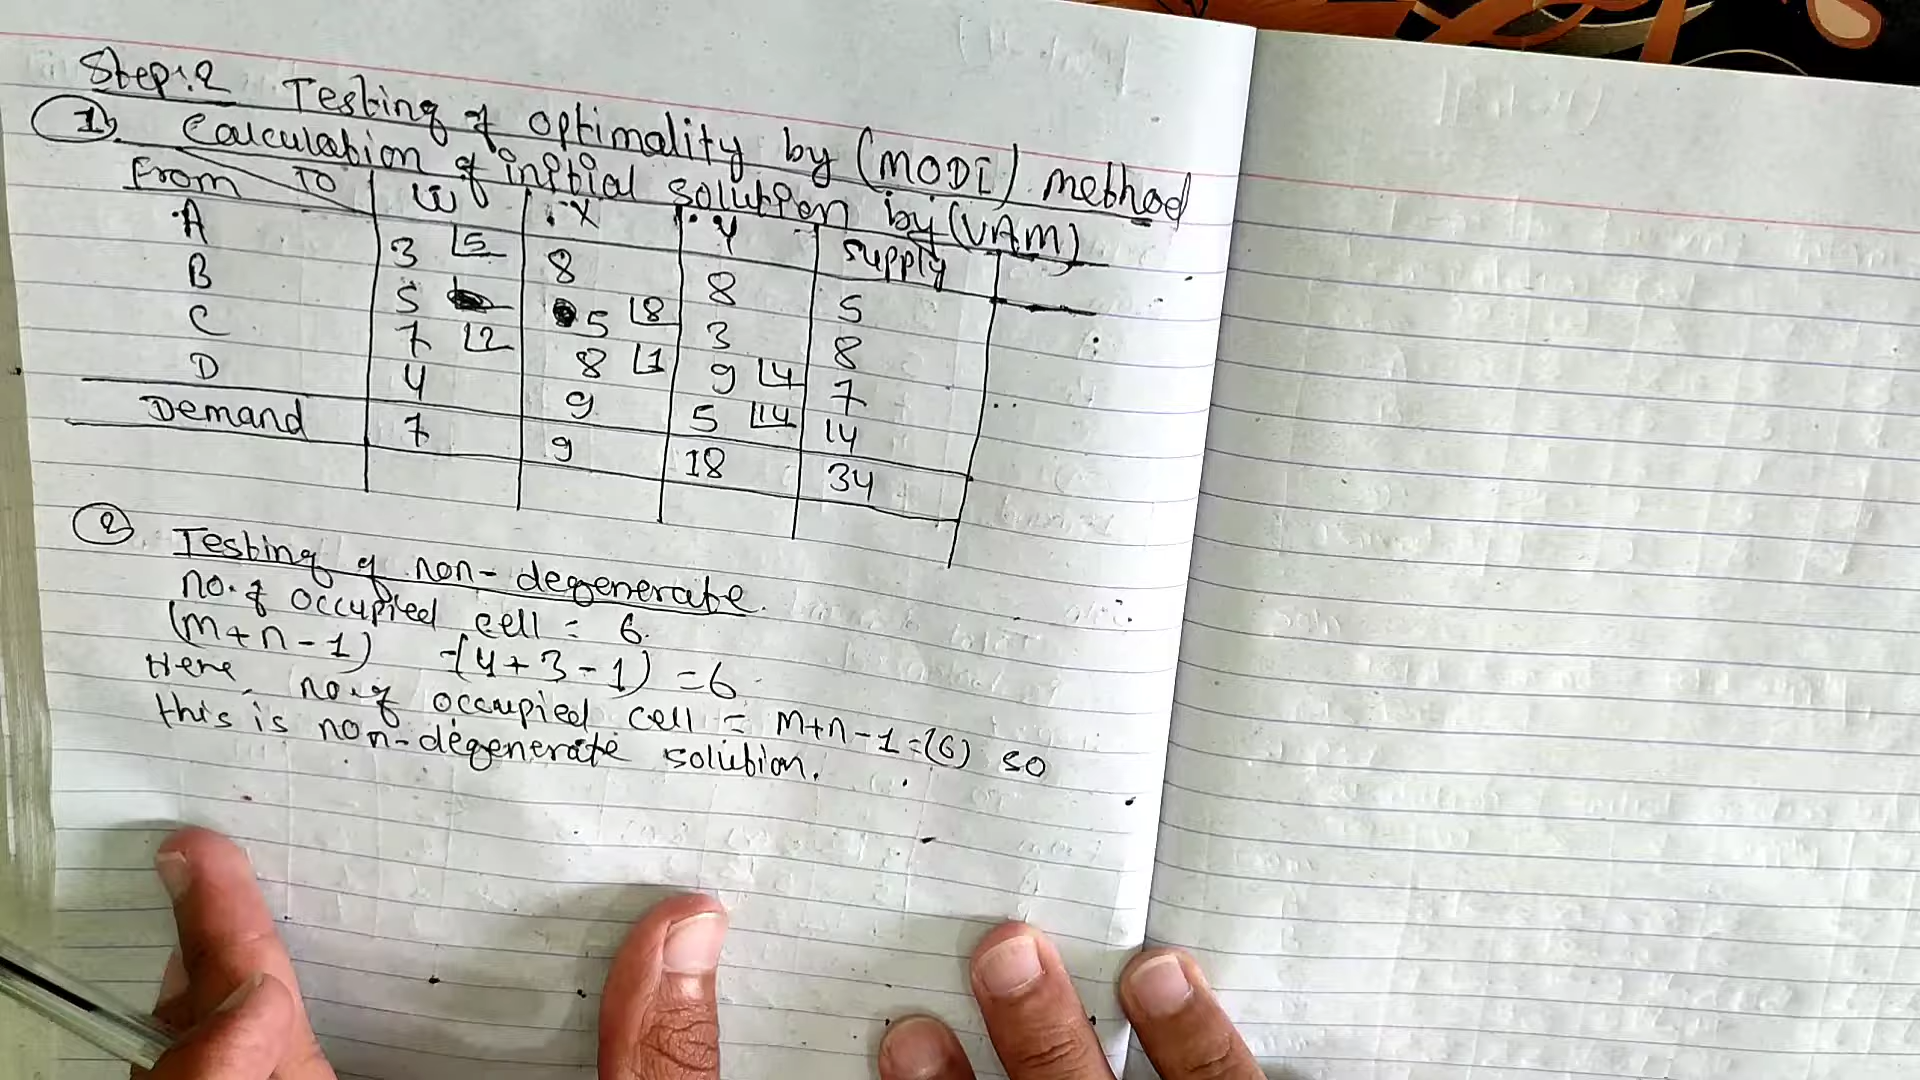 Step:2 Testing of optimality by (MODI) method
1) Calculation of initial solution by (VAM)
From TO W X Y Supply
A 3 5 8 8 5
B 5 5 8 3 8
C 7 2 8 1 9 4 7
D 4 9 5 14 14
Demand 7 9 18 34
2 Testing of non-degenerate.
no. of occupied cell = 6.
(m+n-1) -(4+3-1) =6
Here, no. of occupied cell = m+n-1=(6) so
this is non-degenerate solution.